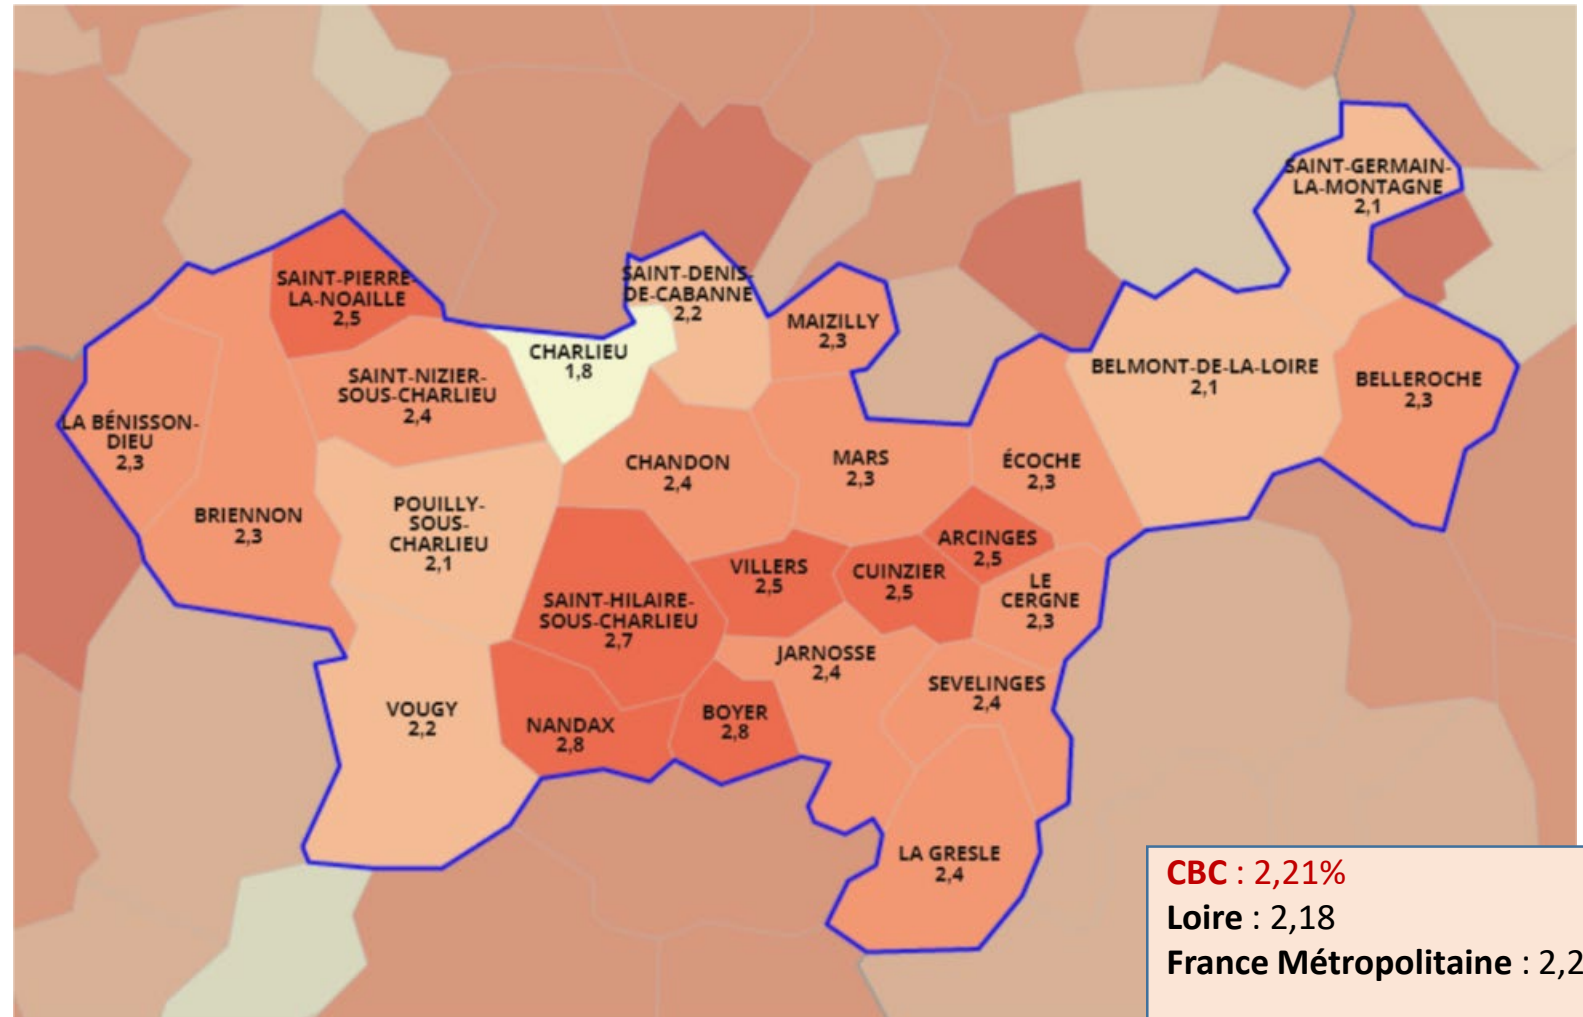 SAINT-GERMAIN-
LA-MONTAGNE
2,1
SAINT-PIERRE-
LA-NOAILLE
2,5
SAINT-DENIS-
DE-CABANNE
2,2
MAIZILLY
2,3
CHARLIEU
1,8
BELMONT-DE-LA-LOIRE
2,1
BELLEROCHE
2,3
SAINT-NIZIER-
SOUS-CHARLIEU
2,4
LA BÉNISSON-
DIEU
2,3
CHANDON
2,4
MARS
2,3
ÉCOCHE
2,3
BRIENNON
2,3
POUILLY-
SOUS-
CHARLIEU
2,1
ARCINGES
2,5
VILLERS
2,5
CUINZIER
2,5
LE
CERGNE
2,3
SAINT-HILAIRE-
SOUS-CHARLIEU
2,7
JARNOSSE
2,4
SEVELINGES
2,4
VOUGY
2,2
NANDAX
2,8
BOYER
2,8
LA GRESLE
2,4
CBC : 2,21%
Loire : 2,18
France Métropolitaine : 2,2